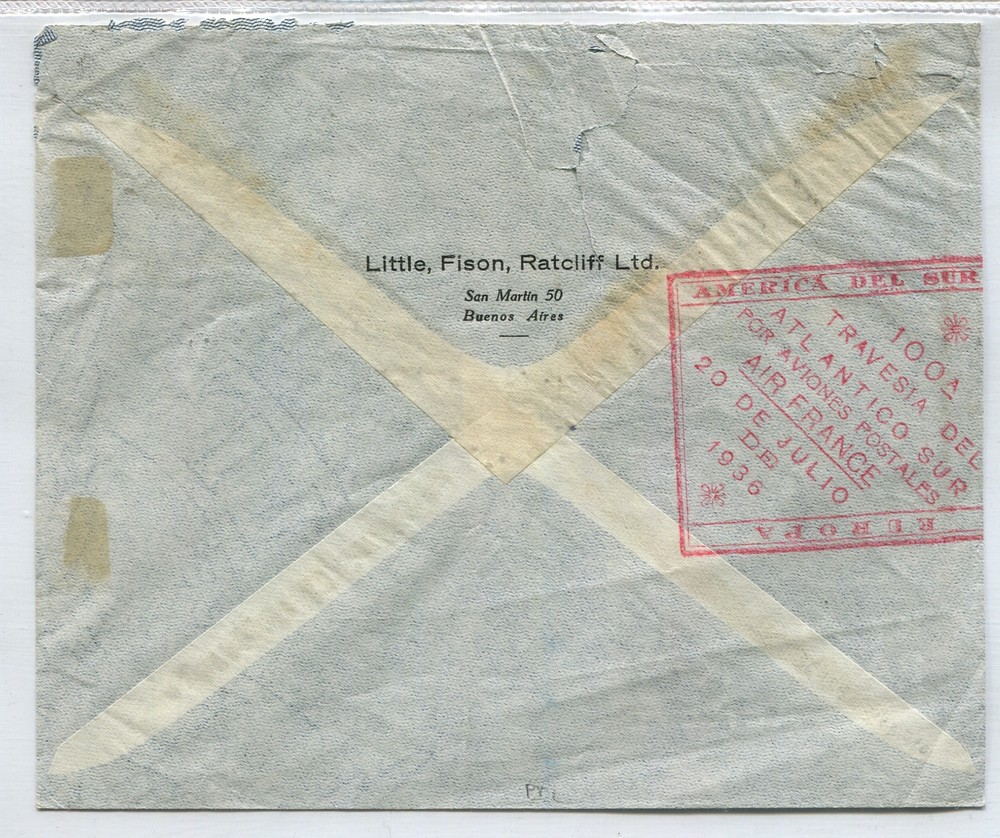 Little, Fison, Ratcliff Ltd.
San Martin 50
Buenos Aires
AMERICA DEL SUR
100A
TRAVESIA DEL
ATLANTICO SUR
POR AVIONES POSTALES
AIR FRANCE
20 DE JULIO
DE
1936
EUROPA